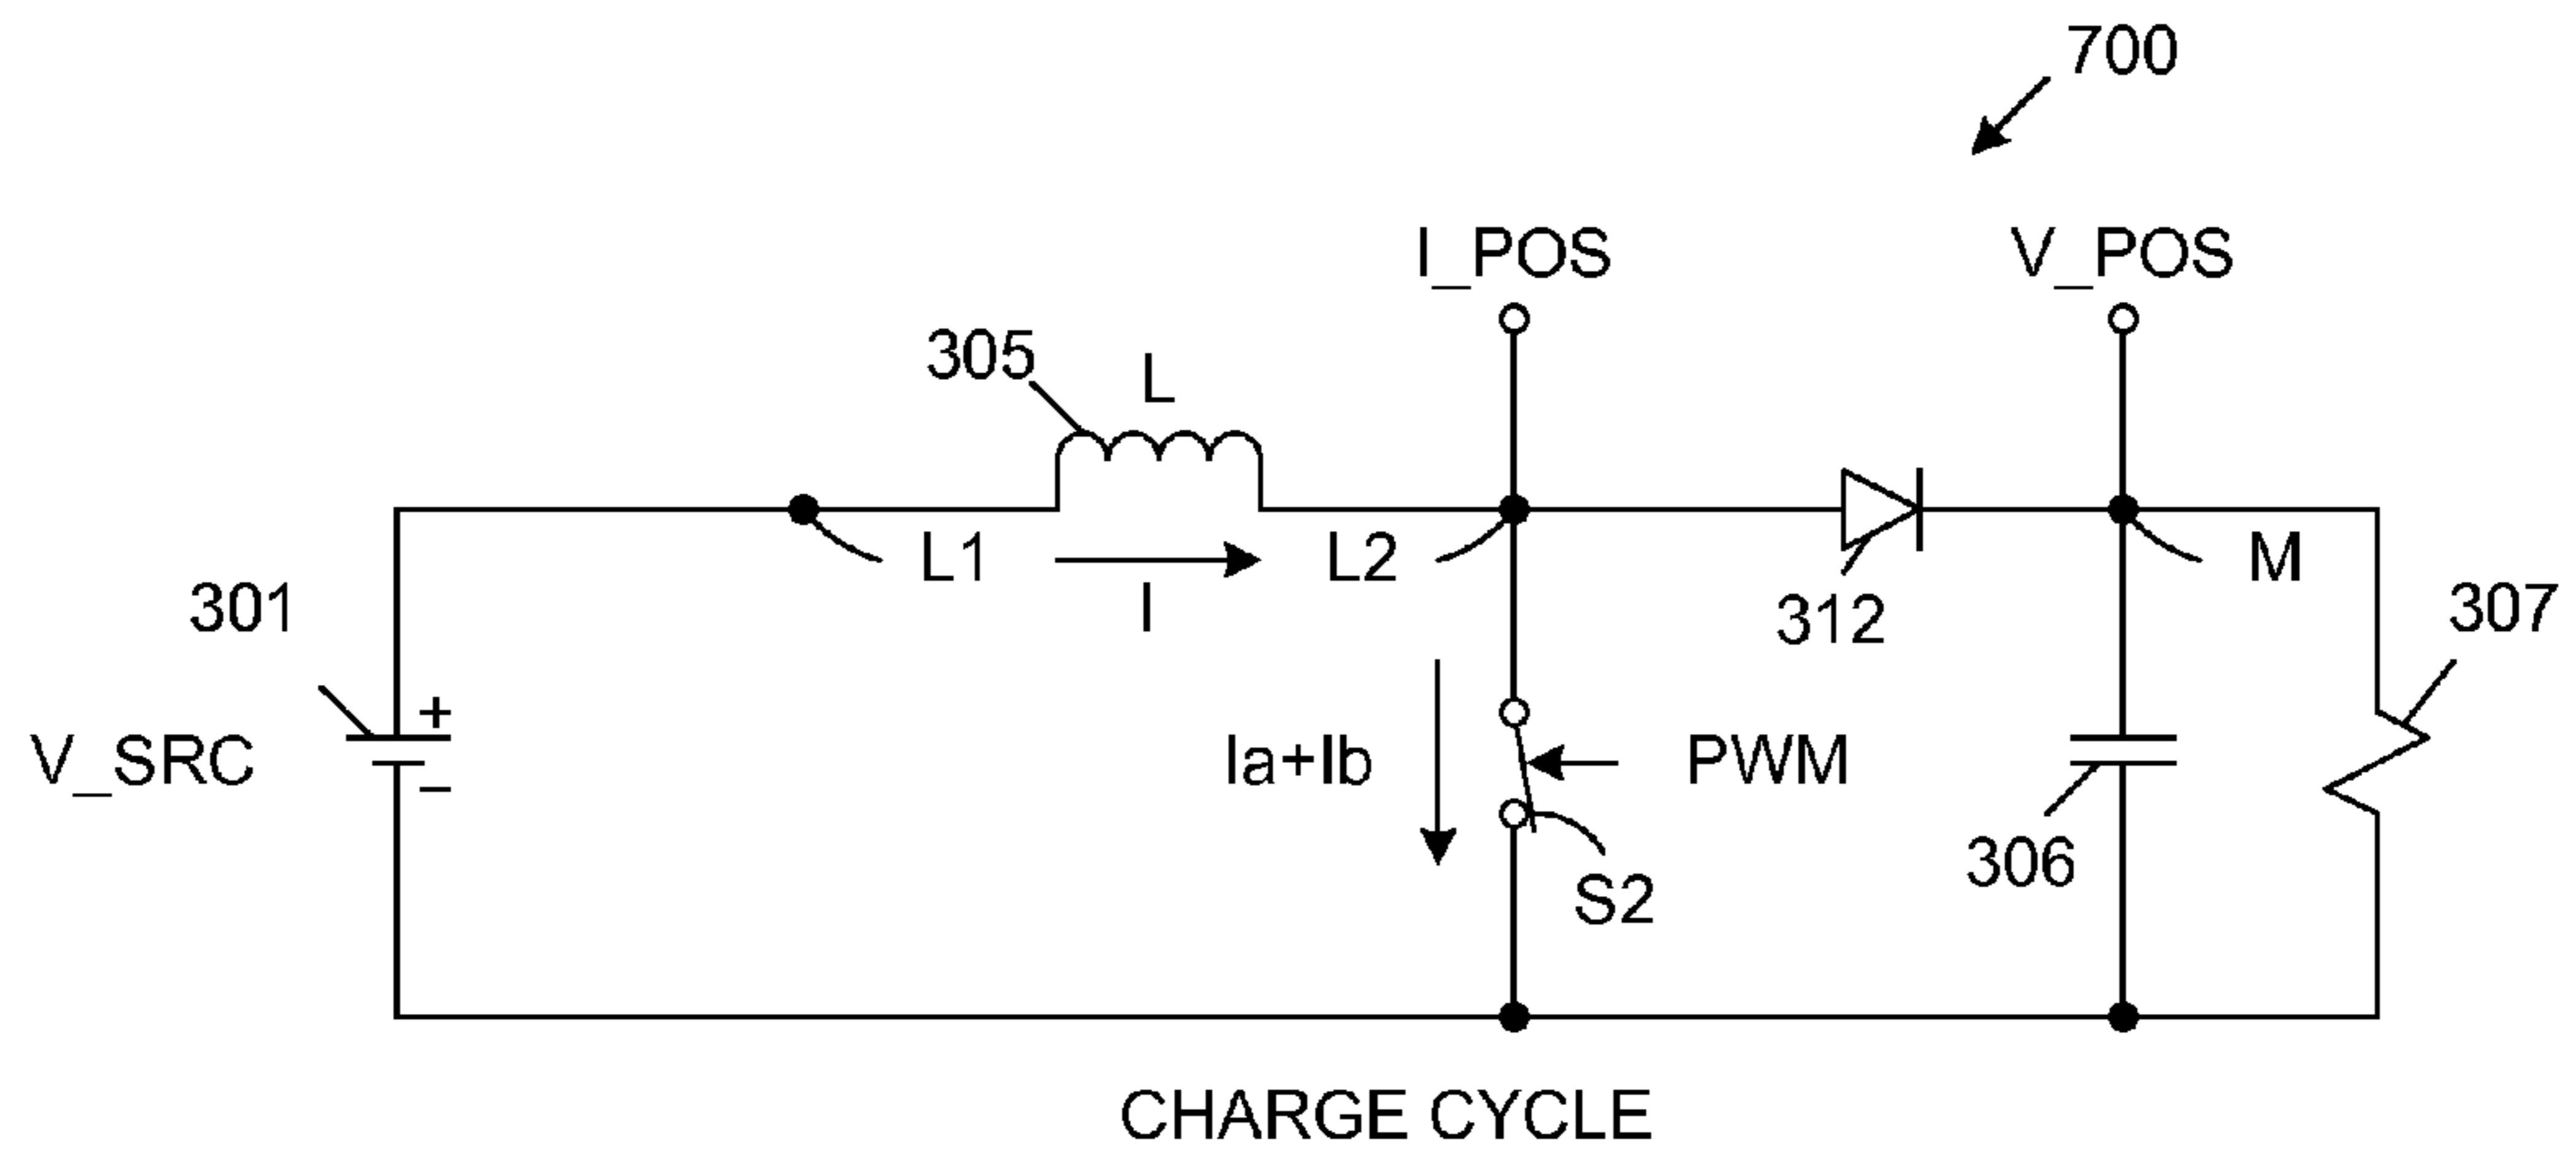 700
I_POS
V_POS
305
L
L1
I
L2
312
M
301
307
+
V_SRC
–
Ia+Ib
PWM
306
S2
CHARGE CYCLE